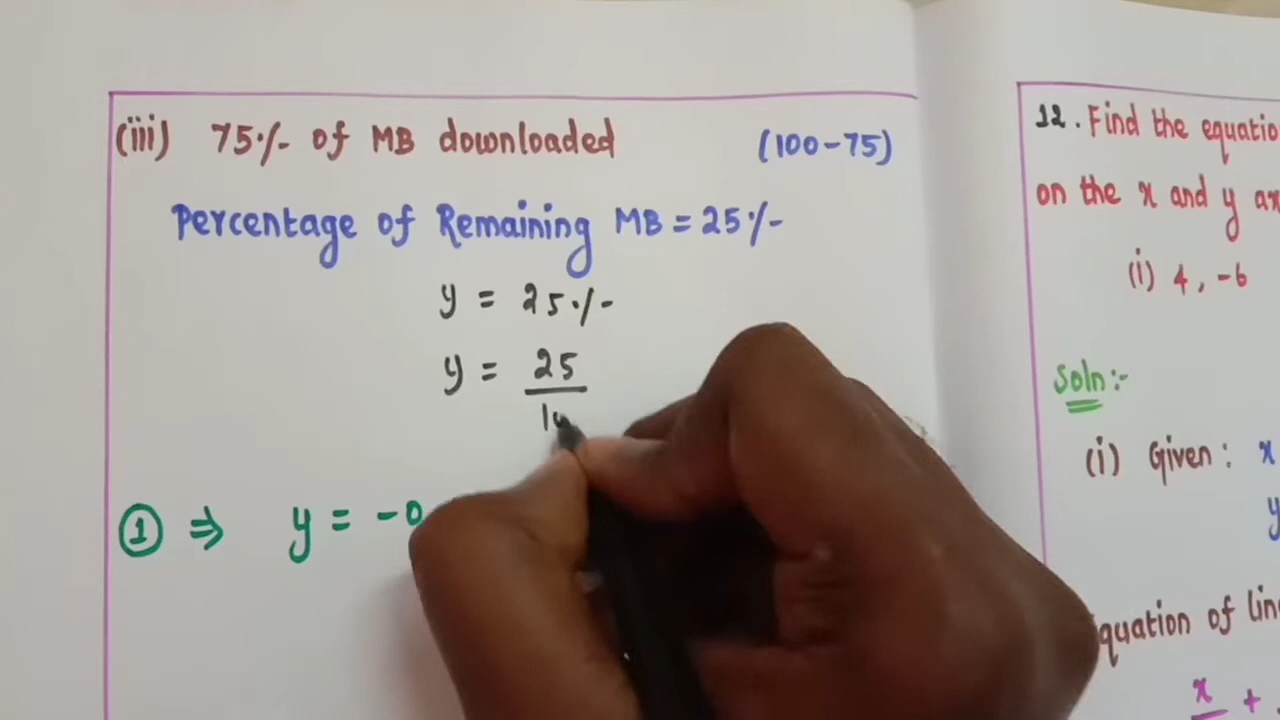 (iii) 75% of MB downloaded (100-75)
Percentage of Remaining MB = 25%
y = 25%
y = 25/
① ⇒ y = -0
12. Find the equatio
on the x and y ax
(i) 4, -6
Soln:-
(i) Given: x
y
quation of lin
x
+